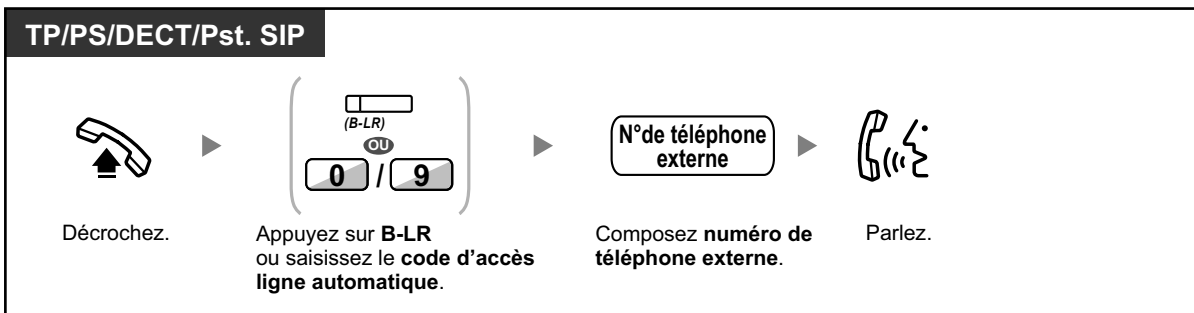 TP/PS/DECT/Pst. SIP
(B-LR)
OU
0 / 9
N°de téléphone
externe
Décrochez.
Appuyez sur B-LR
ou saisissez le code d'accès
ligne automatique.
Composez numéro de
téléphone externe.
Parlez.